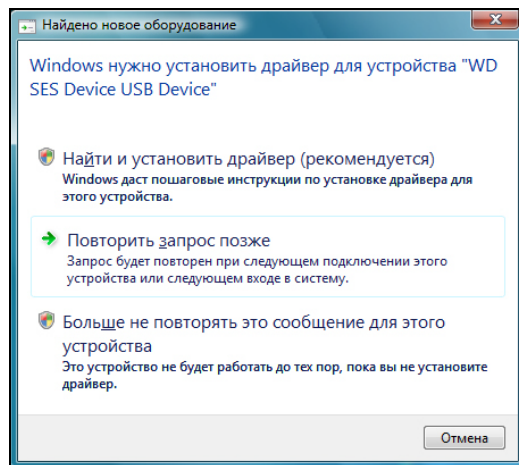 Найдено новое оборудование
Windows нужно установить драйвер для устройства "WD
SES Device USB Device"
Найти и установить драйвер (рекомендуется)
Windows даст пошаговые инструкции по установке драйвера для
этого устройства.
Повторить запрос позже
Запрос будет повторен при следующем подключении этого
устройства или следующем входе в систему.
Больше не повторять это сообщение для этого
устройства
Это устройство не будет работать до тех пор, пока вы не установите
драйвер.
Отмена